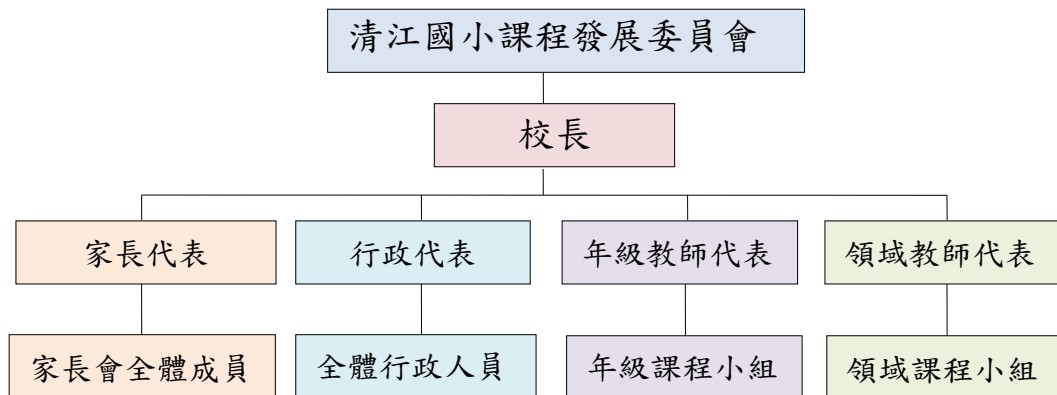 清江國小課程發展委員會
校長
家長代表
行政代表
年級教師代表
領域教師代表
家長會全體成員
全體行政人員
年級課程小組
領域課程小組